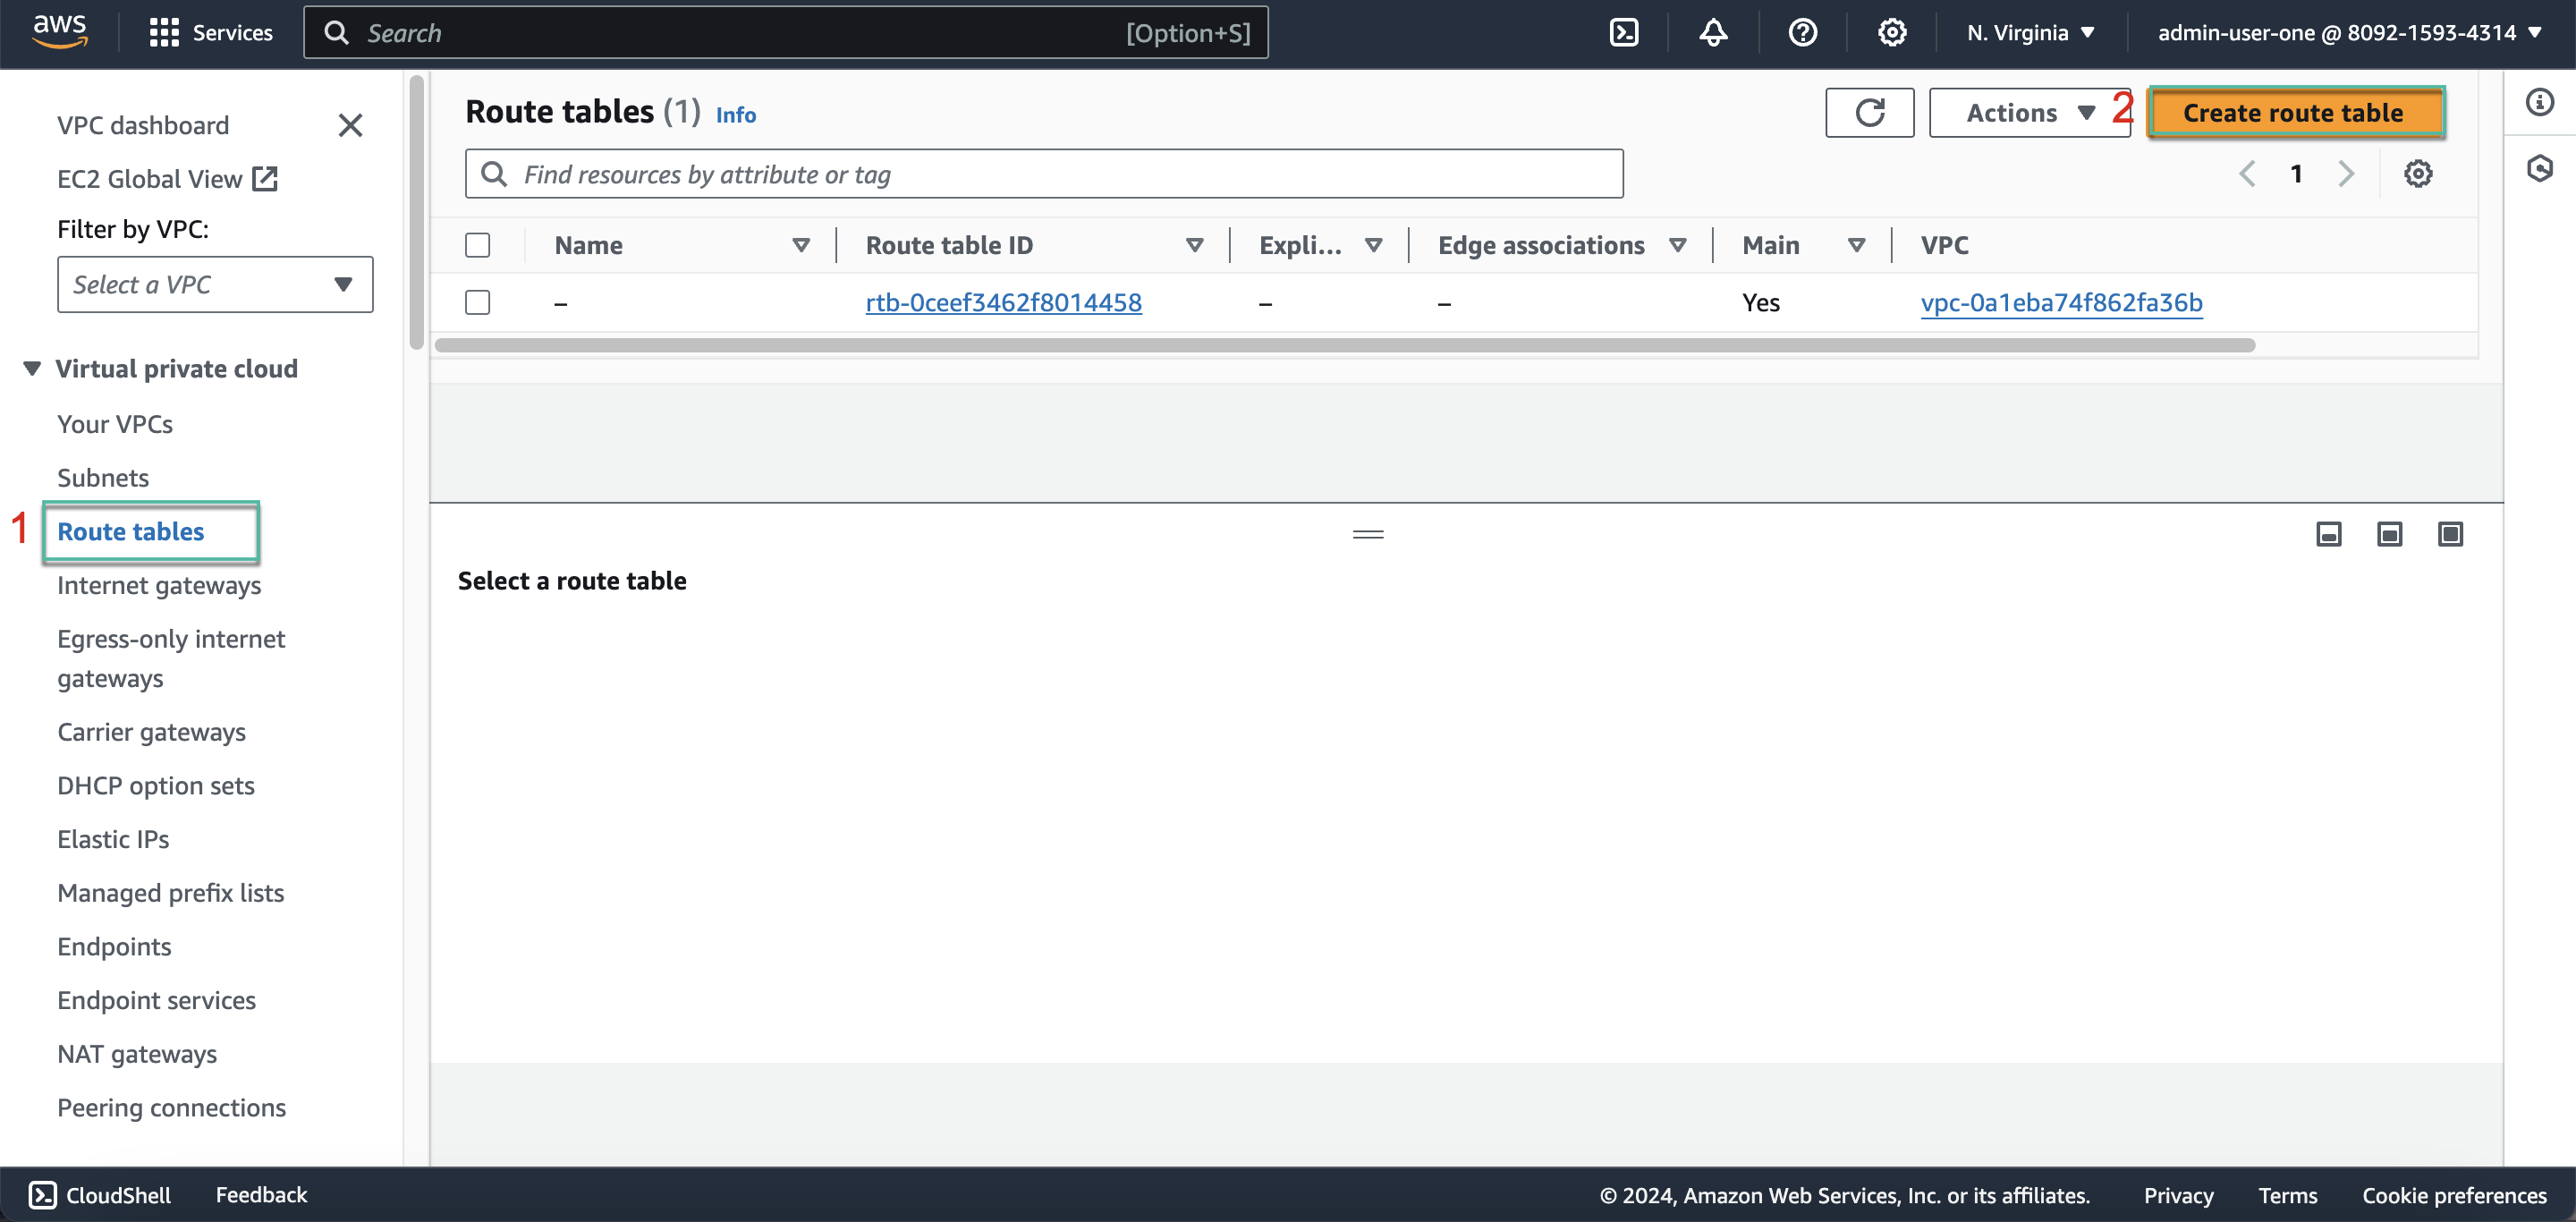 aws
Services
Search
[Option+S]
N. Virginia
admin-user-one @ 8092-1593-4314
VPC dashboard
EC2 Global View
Filter by VPC:
Select a VPC
Virtual private cloud
Your VPCs
Subnets
1
Route tables
Internet gateways
Egress-only internet
gateways
Carrier gateways
DHCP option sets
Elastic IPs
Managed prefix lists
Endpoints
Endpoint services
NAT gateways
Peering connections
Route tables (1) Info
Actions
2
Create route table
Find resources by attribute or tag
1
Name Route table ID Expli... Edge associations Main VPC
– rtb-0ceef3462f8014458 – – Yes vpc-0a1eba74f862fa36b
Select a route table
CloudShell
Feedback
© 2024, Amazon Web Services, Inc. or its affiliates.
Privacy
Terms
Cookie preferences